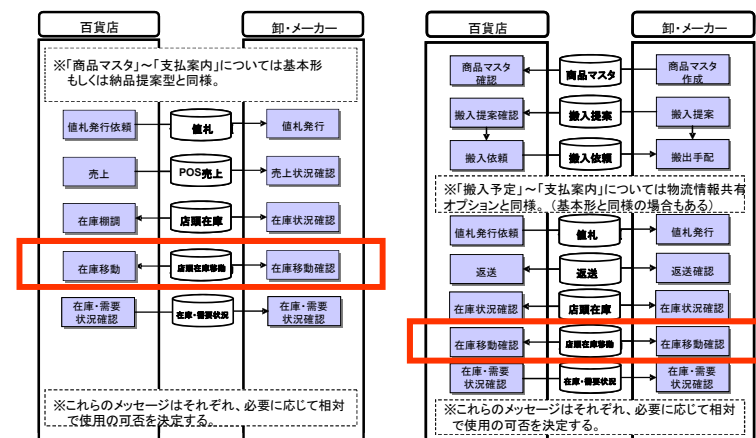 百貨店
卸・メーカー
※「商品マスタ」～「支払案内」については基本形
もしくは納品提案型と同様。
値札発行依頼
値札
値札発行
売上
POS売上
売上状況確認
在庫棚調
店頭在庫
在庫状況確認
在庫移動
店頭在庫移動
在庫移動確認
在庫・需要
状況確認
在庫・需要状況
在庫・需要
状況確認
※これらのメッセージはそれぞれ、必要に応じて相対
で使用の可否を決定する。
百貨店
卸・メーカー
商品マスタ
確認
商品マスタ
商品マスタ
作成
搬入提案確認
搬入提案
搬入提案
搬入依頼
搬入依頼
搬出手配
※「搬入予定」～「支払案内」については物流情報共有
オプションと同様。（基本形と同様の場合もある）
値札発行依頼
値札
値札発行
返送
返送
返送確認
在庫状況確認
店頭在庫
在庫状況確認
在庫移動確認
店頭在庫移動
在庫移動確認
在庫・需要
状況確認
在庫・需要状況
在庫・需要
状況確認
※これらのメッセージはそれぞれ、必要に応じて相対
で使用の可否を決定する。